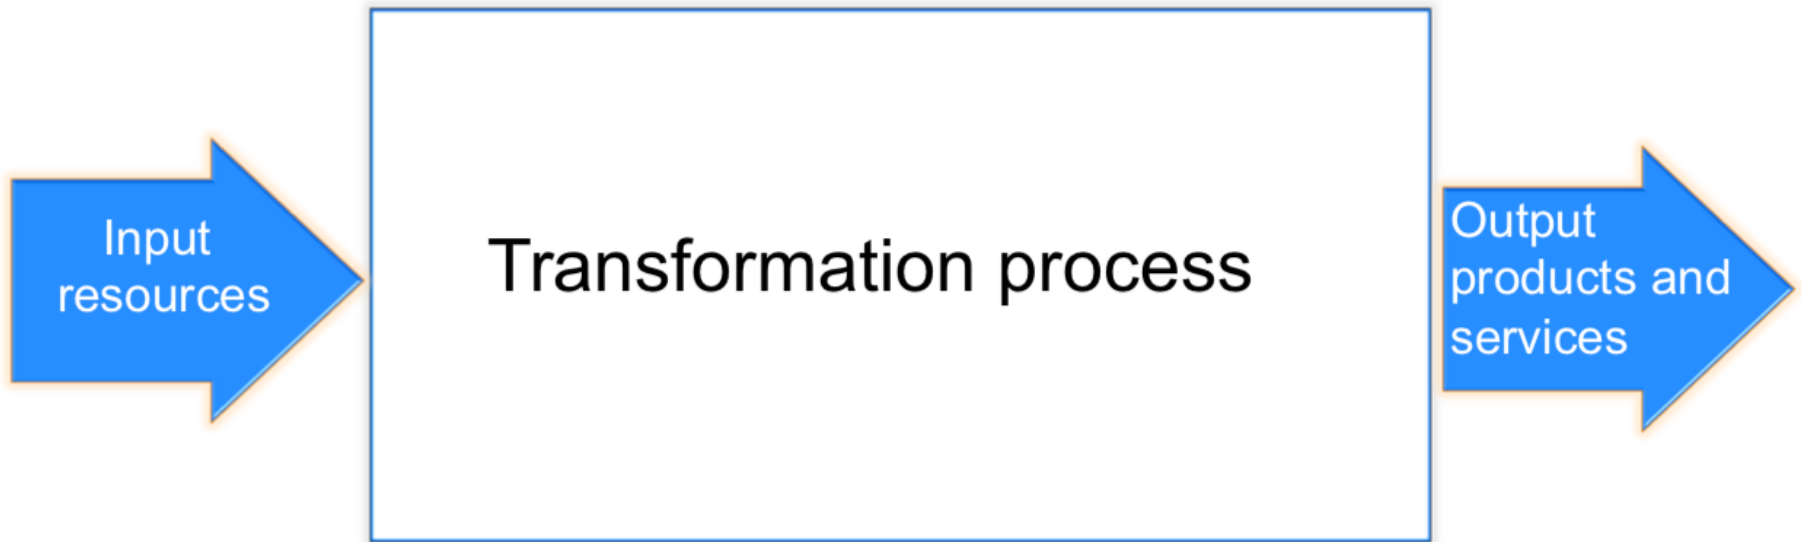 Input
resources
Transformation process
Output
products and
services